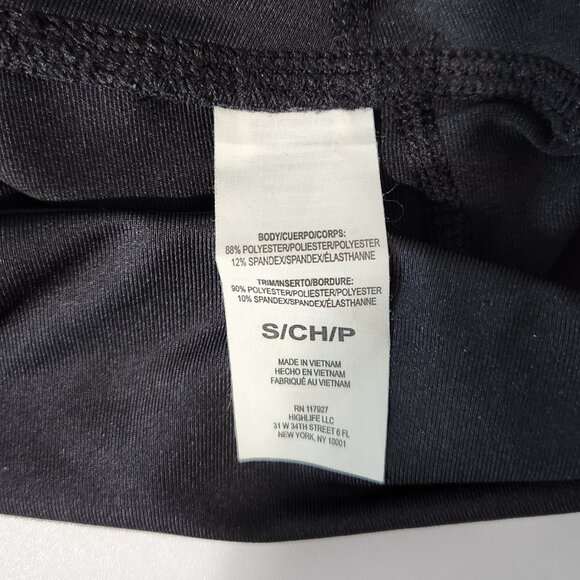 BODY/CUERPO/CORPS:
88% POLYESTER/POLIESTER/POLYESTER
12% SPANDEX/SPANDEX/ÉLASTHANNE
TRIM/INSERTO/BORDURE:
90% POLYESTER/POLIESTER/POLYESTER
10% SPANDEX/SPANDEX/ÉLASTHANNE
S/CH/P
MADE IN VIETNAM
HECHO EN VIETNAM
FABRIQUÉ AU VIETNAM
RN 117927
HIGHLIFE LLC
31 W 34TH STREET 6 FL
NEW YORK, NY 10001